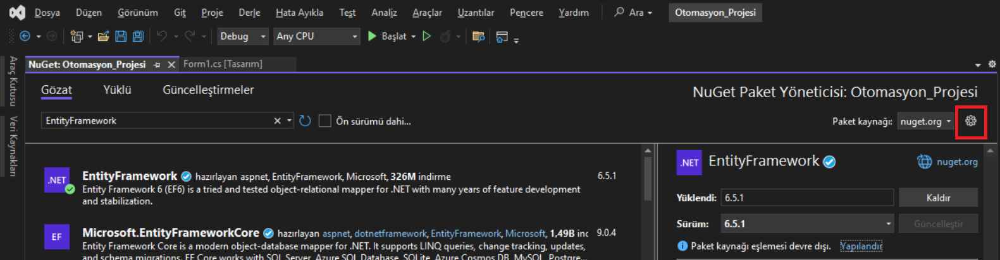 Dosya Düzen Görünüm Git Proje Derle Hata Ayıkla Test Analiz Araçlar Uzantılar Pencere Yardım Ara Otomasyon_Projesi
Debug Any CPU Başlat
Araç Kutusu
Veri Kaynakları
NuGet: Otomasyon_Projesi Form1.cs [Tasarım]
Gözat Yüklü Güncelleştirmeler
NuGet Paket Yöneticisi: Otomasyon_Projesi
EntityFramework Ön sürümü dahi...
Paket kaynağı: nuget.org
.NET
EntityFramework hazırlayan aspnet, EntityFramework, Microsoft, 326M indirme 6.5.1
Entity Framework 6 (EF6) is a tried and tested object-relational mapper for .NET with many years of feature development
and stabilization.
EF
Microsoft.EntityFrameworkCore hazırlayan aspnet, dotnetframework, EntityFramework, Microsoft, 1,49B inc 9.0.4
Entity Framework Core is a modern object-database mapper for .NET. It supports LINQ queries, change tracking, updates,
and schema migrations. EF Core works with SQL Server, Azure SQL Database, SQLite, Azure Cosmos DB, MySQL, Postgre...
.NET EntityFramework nuget.org
Yüklendi: 6.5.1 Kaldır
Sürüm: 6.5.1 Güncelleştir
Paket kaynağı eşlemesi devre dışı. Yapılandır